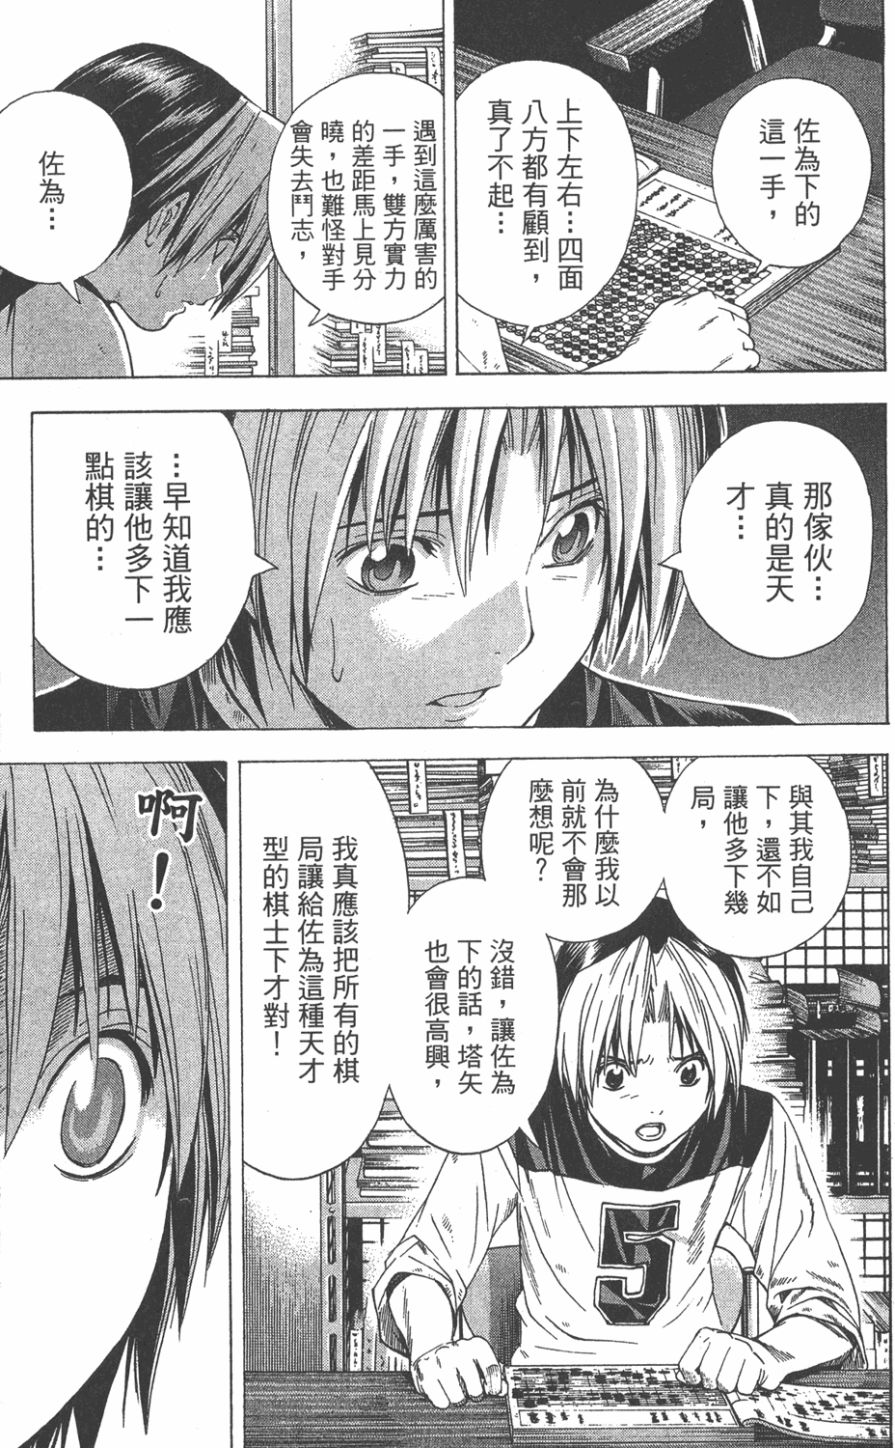 佐為下的
這一手，
上下左右…四面
八方都有顧到，
真了不起…
遇到這麼厲害的
一手，雙方實力
的差距馬上見分
曉，也難怪對手
會失去鬥志，
佐為…
那傢伙…
真的是天
才…
…早知道我應
該讓他多下一
點棋的…
與其我自己
下，還不如
讓他多下幾
局，
為什麼我以
前就不會那
麼想呢？
沒錯，讓佐為
下的話，塔矢
也會很高興，
5
我真應該把所有的棋
局讓給佐為這種天才
型的棋士下才對！
啊！